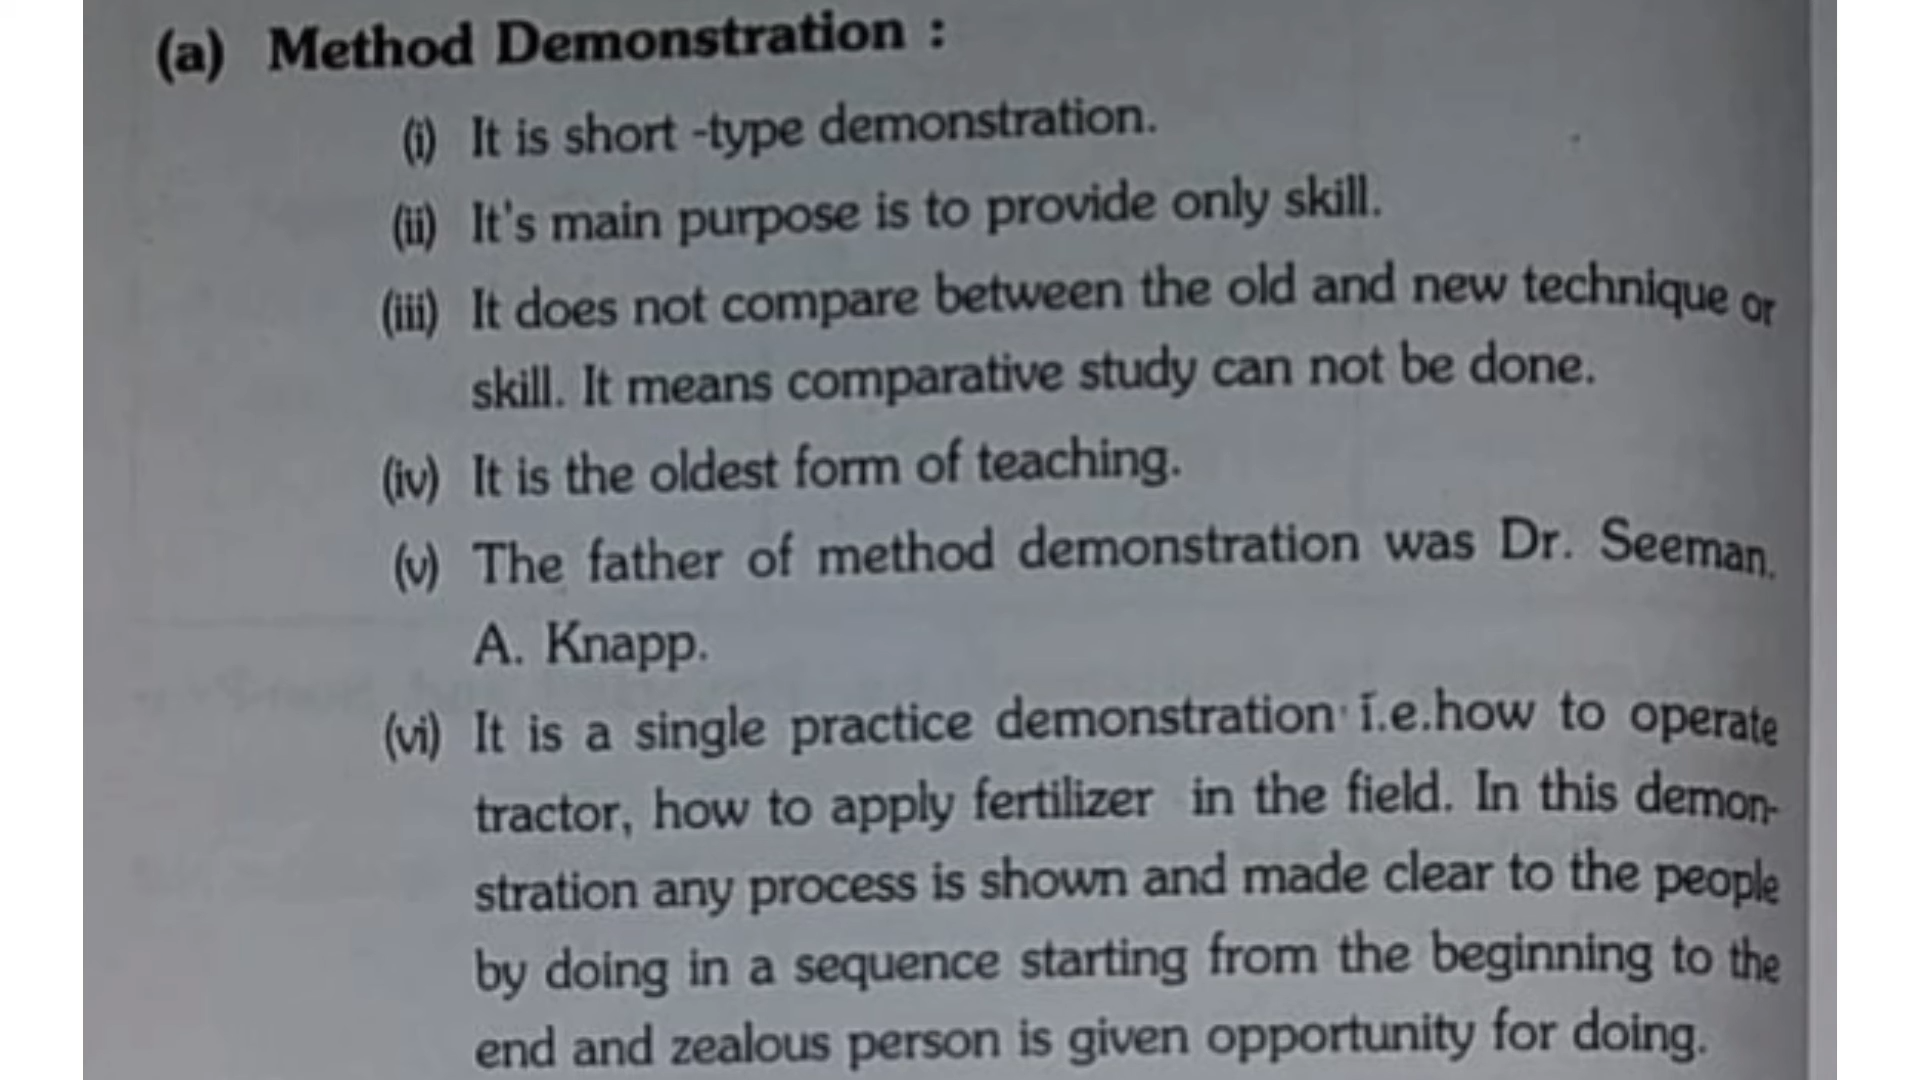 (a) Method Demonstration :
(i) It is short -type demonstration.
(ii) It's main purpose is to provide only skill.
(iii) It does not compare between the old and new technique or
skill. It means comparative study can not be done.
(iv) It is the oldest form of teaching.
(v) The father of method demonstration was Dr. Seeman.
A. Knapp.
(vi) It is a single practice demonstration i.e.how to operate
tractor, how to apply fertilizer in the field. In this demon-
stration any process is shown and made clear to the people
by doing in a sequence starting from the beginning to the
end and zealous person is given opportunity for doing.